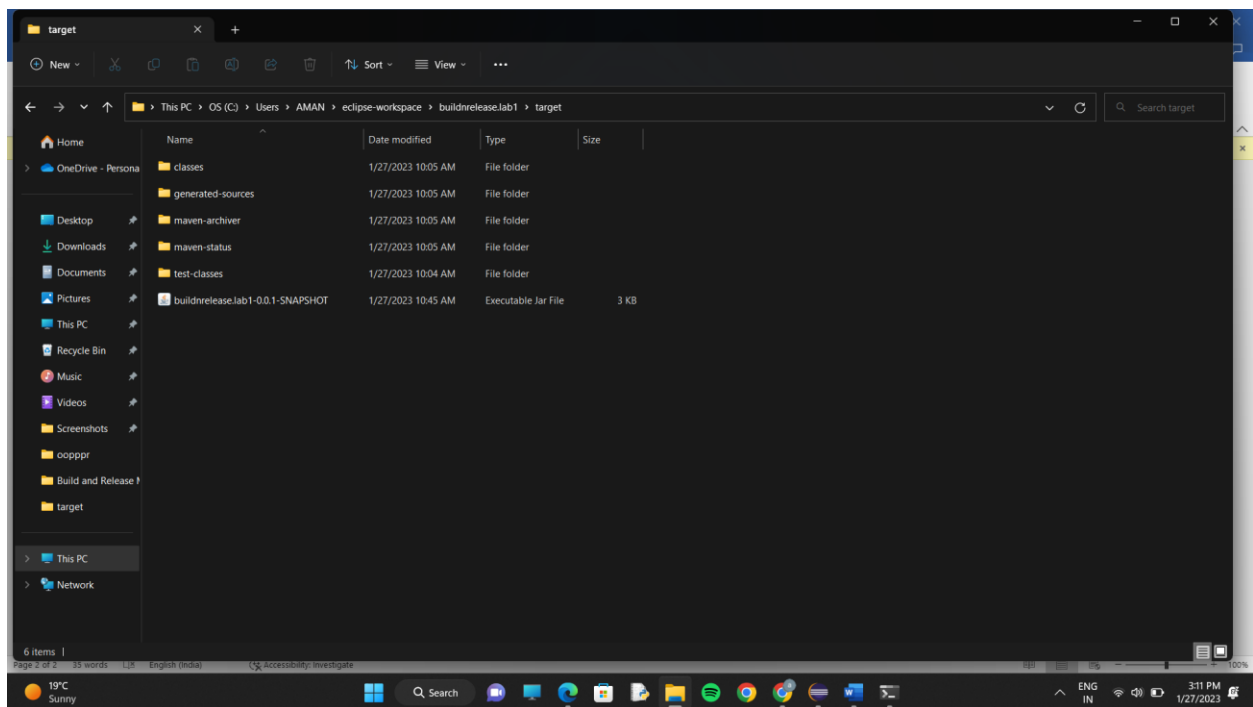 target
New
Sort
View
This PC > OS (C:) > Users > AMAN > eclipse-workspace > buildnrelease.lab1 > target
Search target
Name Date modified Type Size
Home
OneDrive - Persona
Desktop
Downloads
Documents
Pictures
This PC
Recycle Bin
Music
Videos
Screenshots
oopppr
Build and Release M
target
This PC
Network
classes 1/27/2023 10:05 AM File folder
generated-sources 1/27/2023 10:05 AM File folder
maven-archiver 1/27/2023 10:05 AM File folder
maven-status 1/27/2023 10:05 AM File folder
test-classes 1/27/2023 10:04 AM File folder
buildnrelease.lab1-0.0.1-SNAPSHOT 1/27/2023 10:45 AM Executable Jar File 3 KB
6 items
Page 2 of 2 35 words English (India) Accessibility: Investigate 100%
19°C
Sunny
Search
ENG
IN
3:11 PM
1/27/2023